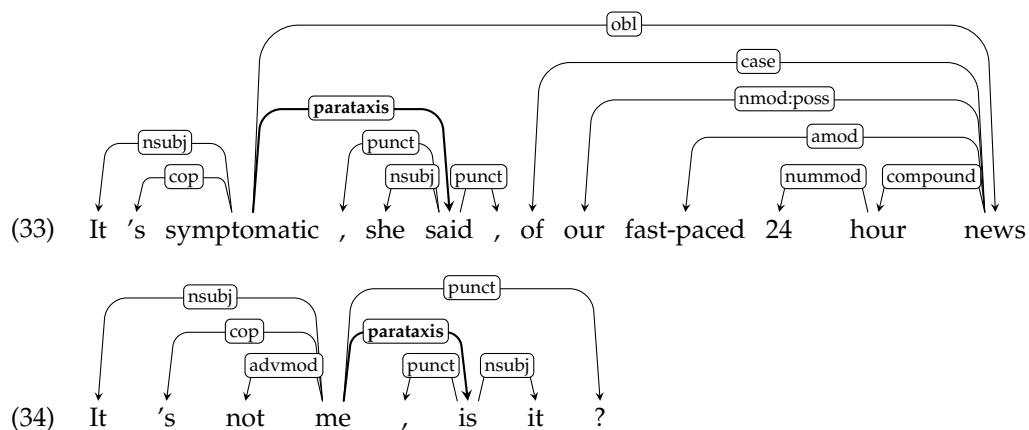 obl
case
nmod:poss
parataxis
amod
nsubj punct
cop nsubj punct nummod compound
(33) It 's symptomatic , she said , of our fast-paced 24 hour news
nsubj punct
cop parataxis
advmod punct nsubj
(34) It 's not me , is it ?